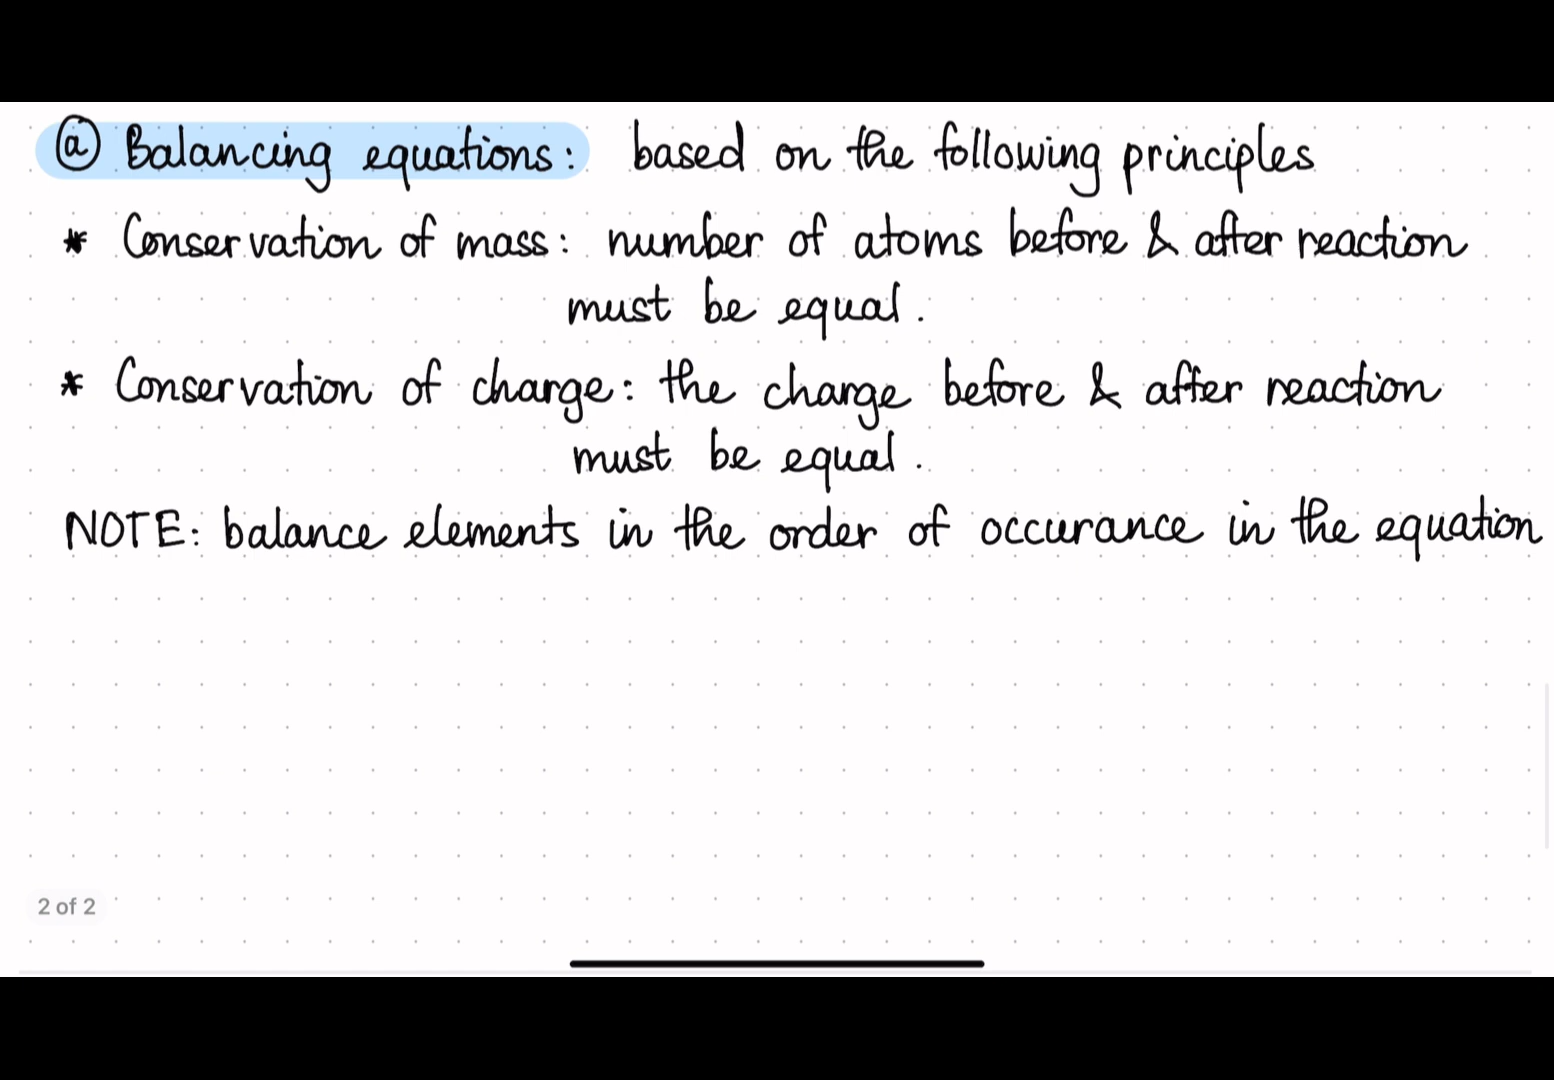 ⓐ Balancing equations: based on the following principles
* Conservation of mass: number of atoms before & after reaction
must be equal.
* Conservation of charge: the charge before & after reaction
must be equal.
NOTE: balance elements in the order of occurance in the equation
2 of 2